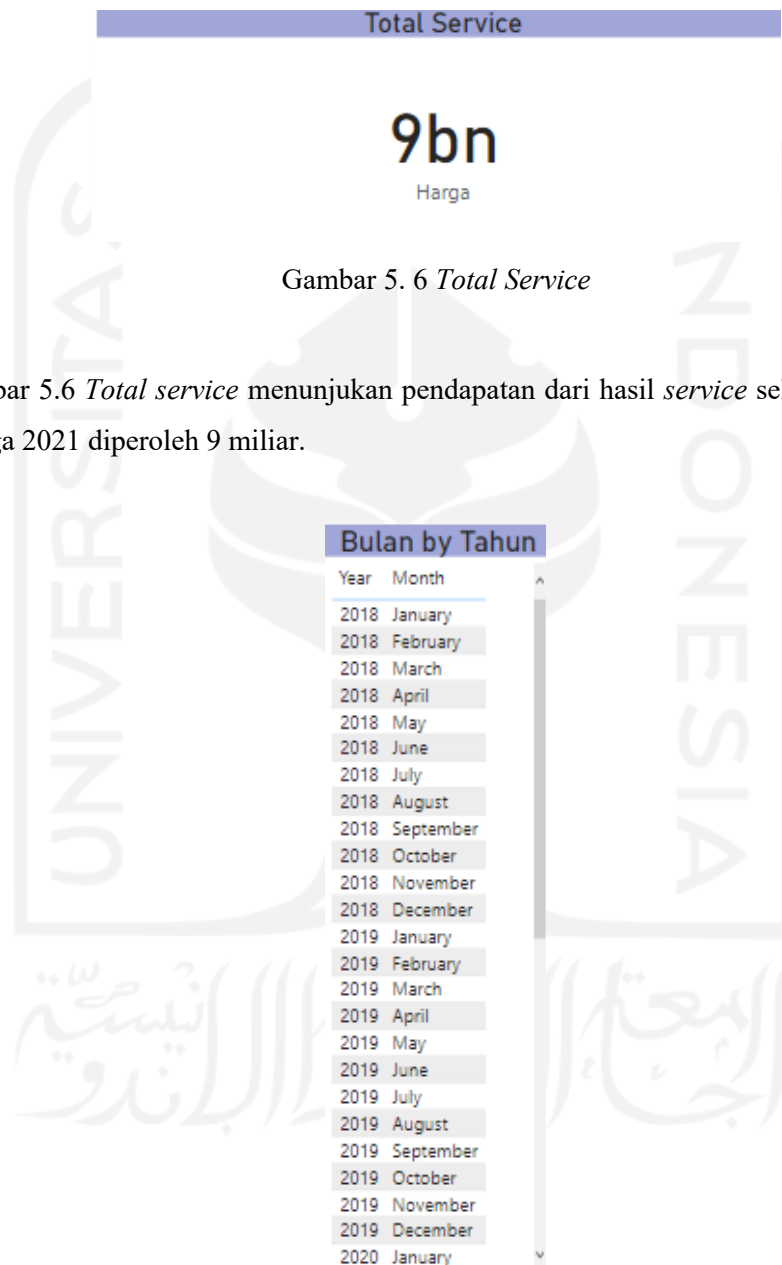 Total Service
9bn
Harga
Gambar 5. 6 Total Service
bar 5.6 Total service menunjukan pendapatan dari hasil service se
ga 2021 diperoleh 9 miliar.
Bulan by Tahun
Year Month
2018 January
2018 February
2018 March
2018 April
2018 May
2018 June
2018 July
2018 August
2018 September
2018 October
2018 November
2018 December
2019 January
2019 February
2019 March
2019 April
2019 May
2019 June
2019 July
2019 August
2019 September
2019 October
2019 November
2019 December
2020 January
UNIVERSITAS
NDONESIA